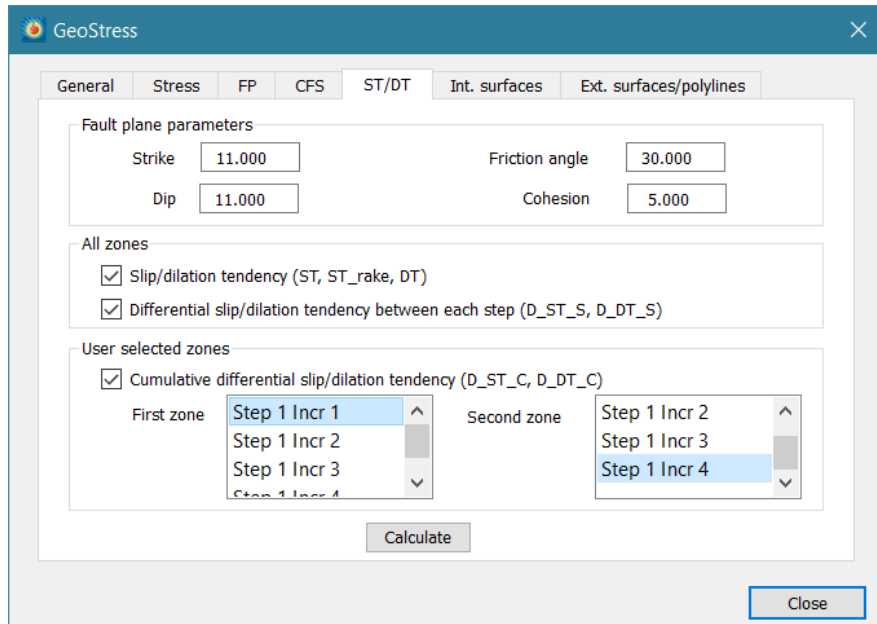 GeoStress
General Stress FP CFS ST/DT Int. surfaces Ext. surfaces/polylines
Fault plane parameters
Strike 11.000 Friction angle 30.000
Dip 11.000 Cohesion 5.000
All zones
Slip/dilation tendency (ST, ST_rake, DT)
Differential slip/dilation tendency between each step (D_ST_S, D_DT_S)
User selected zones
Cumulative differential slip/dilation tendency (D_ST_C, D_DT_C)
First zone
Step 1 Incr 1
Step 1 Incr 2
Step 1 Incr 3
Step 1 Incr 4
Second zone
Step 1 Incr 2
Step 1 Incr 3
Step 1 Incr 4
Calculate
Close